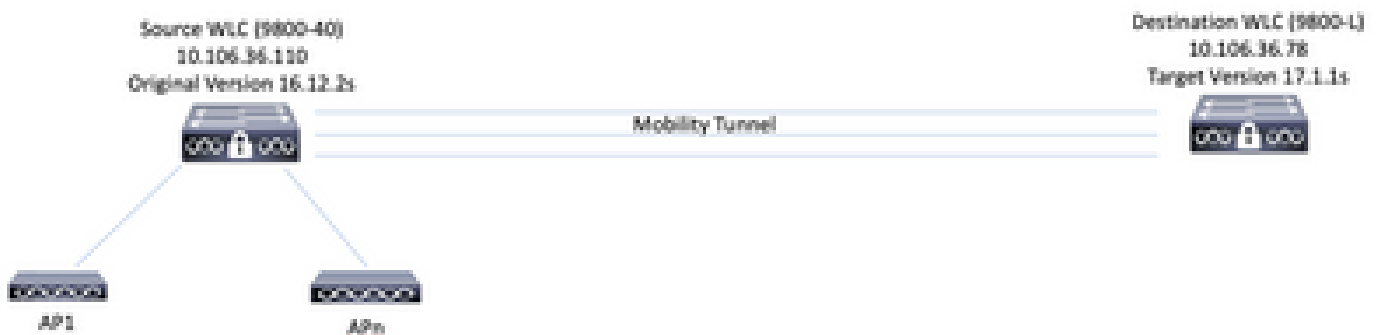 Source WLC (9800-40)
10.106.36.110
Original Version 16.12.2s
Destination WLC (9800-L)
10.106.36.78
Target Version 17.1.1s
Mobility Tunnel
AP1
APn